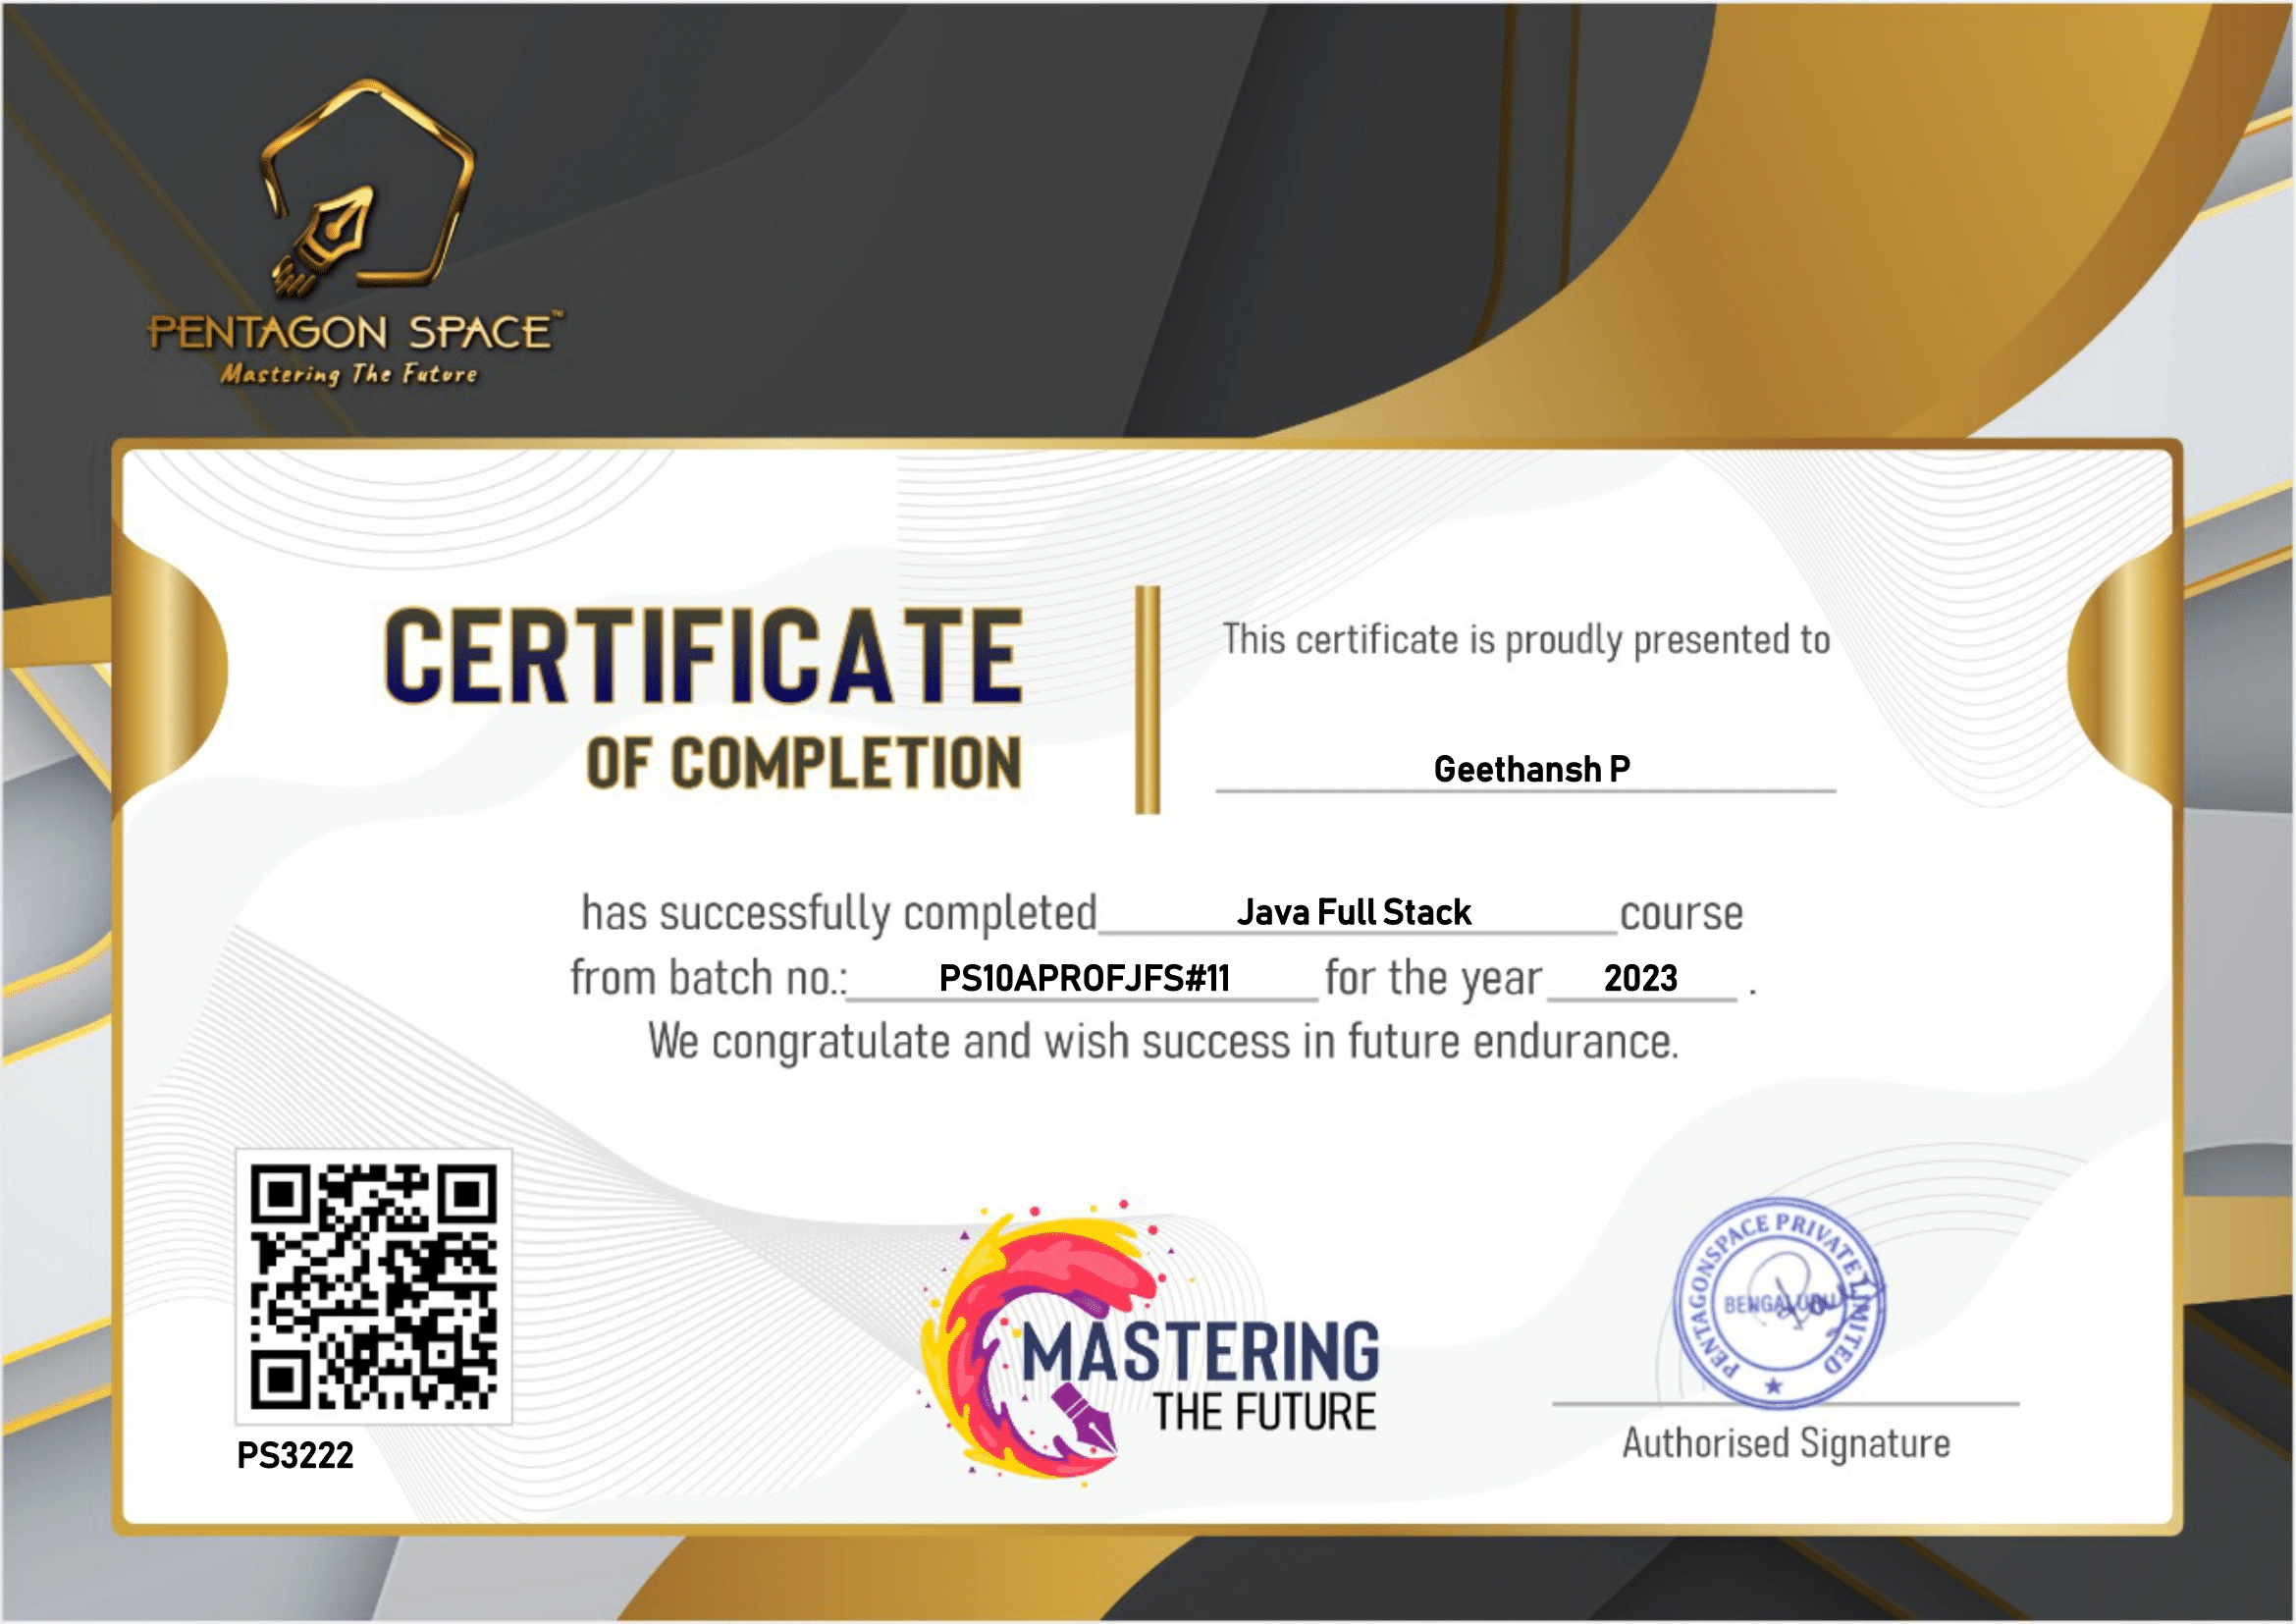 PENTAGON SPACE™
Mastering The Future
CERTIFICATE
OF COMPLETION
This certificate is proudly presented to
Geethansh P
has successfully completed Java Full Stack course
from batch no.: PS10APROFJFS#11 for the year 2023 .
We congratulate and wish success in future endurance.
PS3222
MASTERING
THE FUTURE
PENTAGONSPACE PRIVATE LIMITED
BENGALURU
Authorised Signature